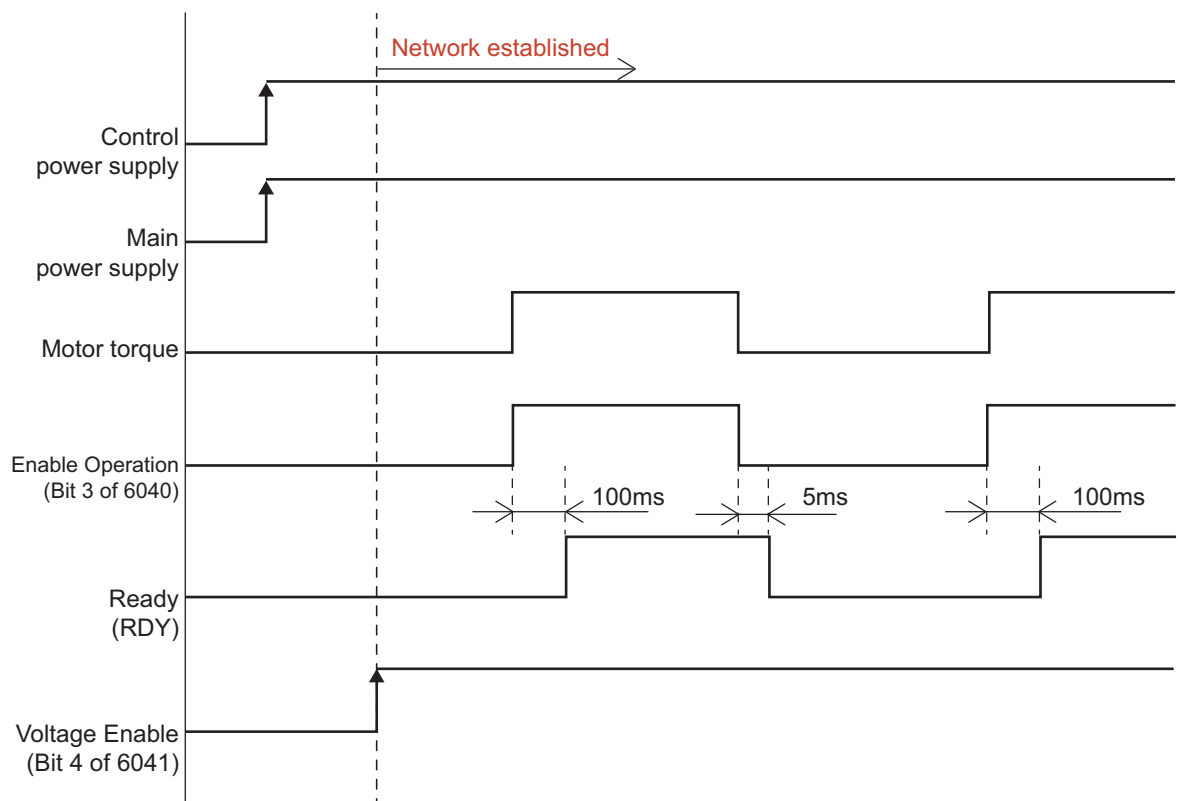 Network established
Control
power supply
Main
power supply
Motor torque
Enable Operation
(Bit 3 of 6040)
100ms
5ms
100ms
Ready
(RDY)
Voltage Enable
(Bit 4 of 6041)